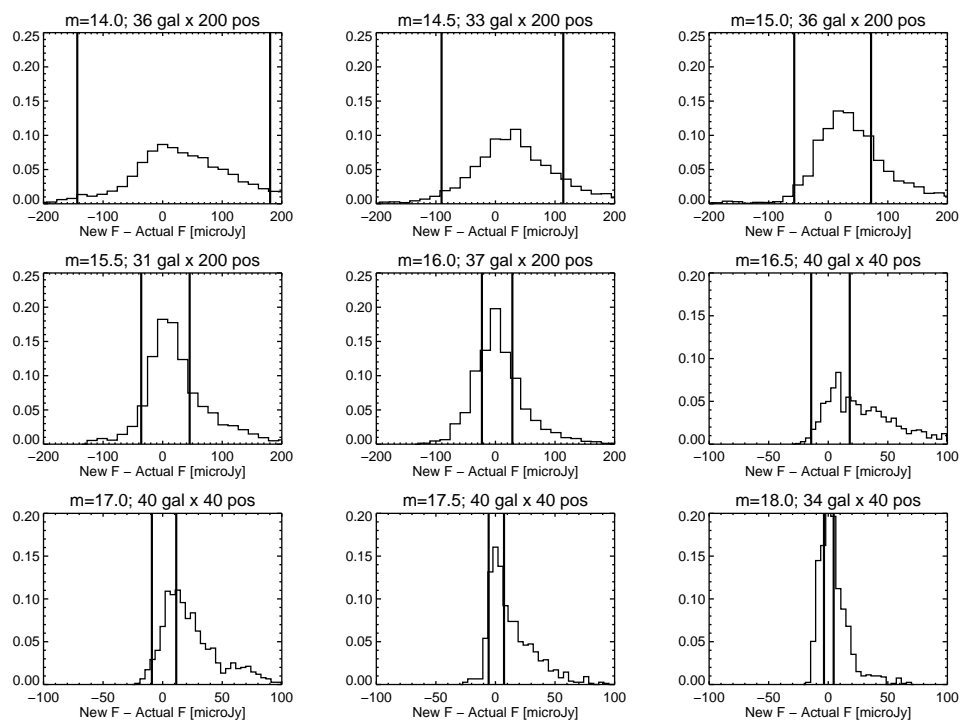 m=14.0; 36 gal x 200 pos
m=14.5; 33 gal x 200 pos
m=15.0; 36 gal x 200 pos
0.25
0.20
0.15
0.10
0.05
0.00
0.25
0.20
0.15
0.10
0.05
0.00
0.25
0.20
0.15
0.10
0.05
0.00
−200 −100 0 100 200
−200 −100 0 100 200
−200 −100 0 100 200
New F − Actual F [microJy]
New F − Actual F [microJy]
New F − Actual F [microJy]
m=15.5; 31 gal x 200 pos
m=16.0; 37 gal x 200 pos
m=16.5; 40 gal x 40 pos
0.25
0.20
0.15
0.10
0.05
0.00
0.25
0.20
0.15
0.10
0.05
0.00
0.20
0.15
0.10
0.05
0.00
−200 −100 0 100 200
−200 −100 0 100 200
−100 −50 0 50 100
New F − Actual F [microJy]
New F − Actual F [microJy]
New F − Actual F [microJy]
m=17.0; 40 gal x 40 pos
m=17.5; 40 gal x 40 pos
m=18.0; 34 gal x 40 pos
0.20
0.15
0.10
0.05
0.00
0.20
0.15
0.10
0.05
0.00
0.20
0.15
0.10
0.05
0.00
−100 −50 0 50 100
−100 −50 0 50 100
−100 −50 0 50 100
New F − Actual F [microJy]
New F − Actual F [microJy]
New F − Actual F [microJy]